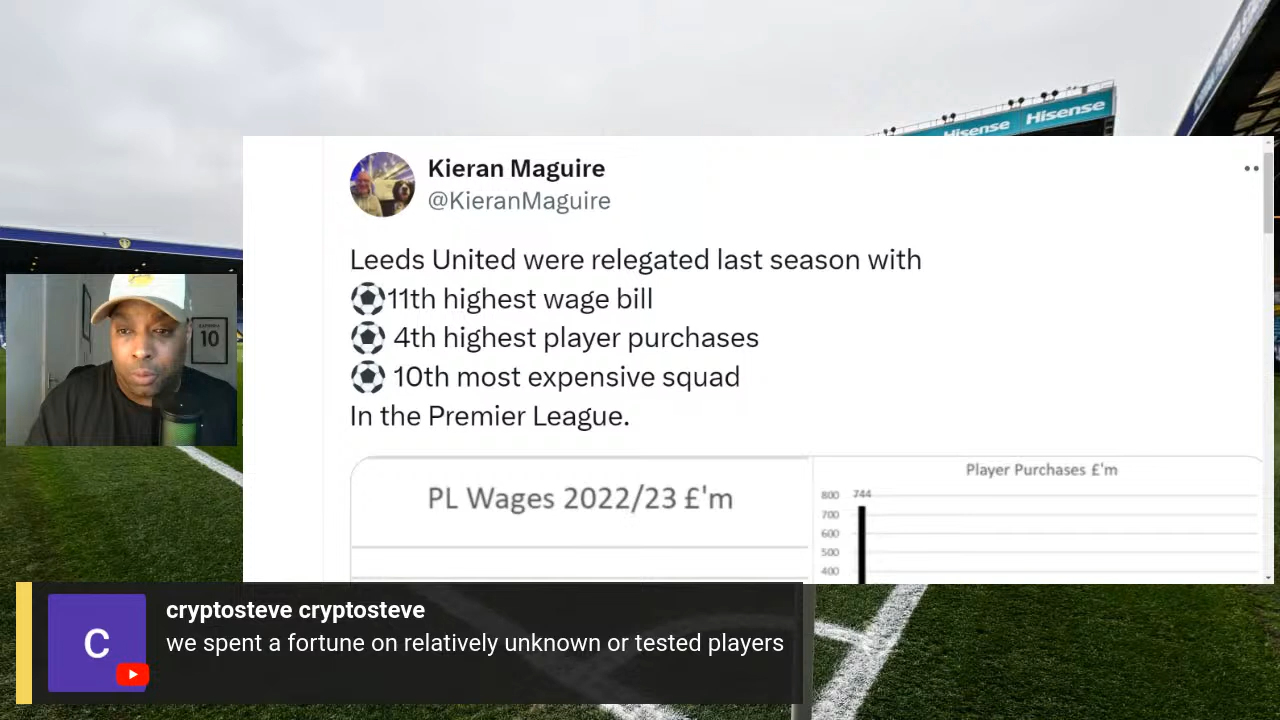 Hisense
Hisense
Kieran Maguire
@KieranMaguire
Leeds United were relegated last season with
⚽11th highest wage bill
⚽ 4th highest player purchases
⚽ 10th most expensive squad
In the Premier League.
PL Wages 2022/23 £'m
Player Purchases £'m
800
744
700
600
500
400
10
C
cryptosteve cryptosteve
we spent a fortune on relatively unknown or tested players